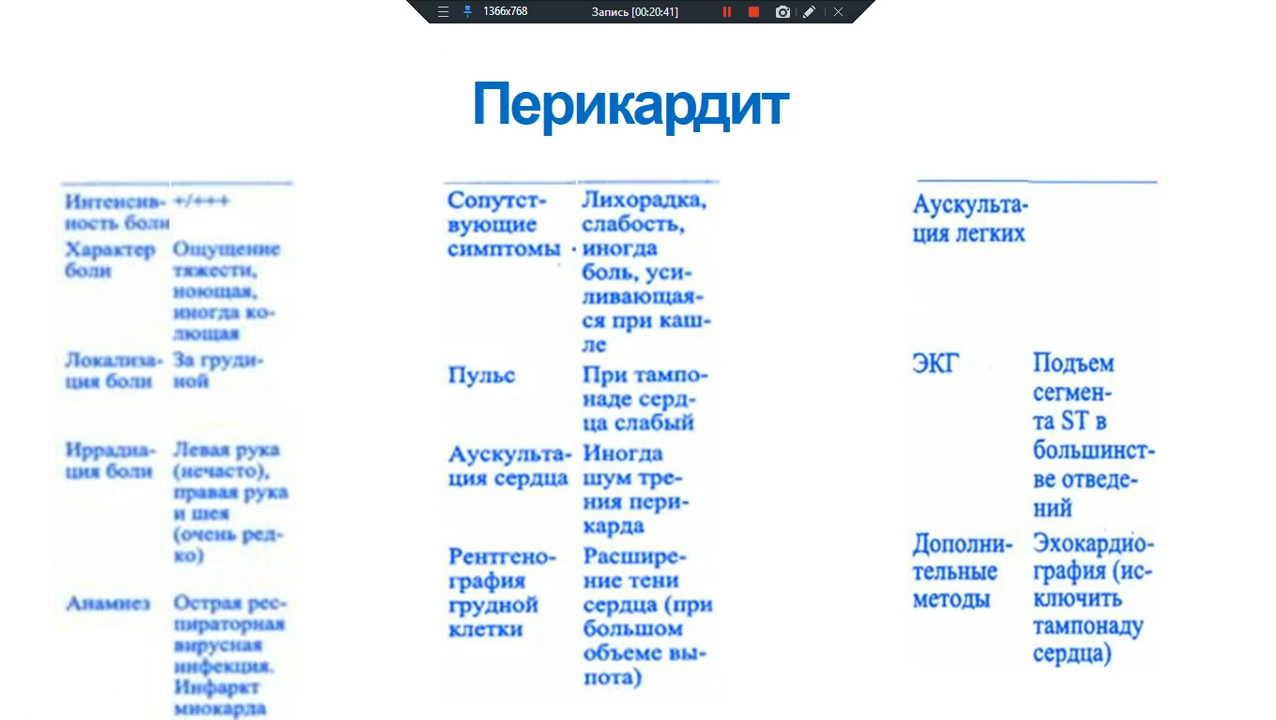 1366x768
Запись [00:20:41]
Перикардит
Интенсив- +/+++
ность боли
Характер Ощущение
боли тяжести,
ноющая,
иногда ко-
лющая
Локализа- За груди-
ция боли ной
Иррадиа- Левая рука
ция боли (нечасто),
правая рука
и шея
(очень ред-
ко)
Анамнез Острая рес-
пираторная
вирусная
инфекция.
Инфаркт
миокарда
Сопутст- Лихорадка,
вующие слабость,
симптомы иногда
боль, уси-
ливающая-
ся при каш-
ле
Пульс При тампо-
наде серд-
ца слабый
Аускульта- Иногда
ция сердца шум тре-
ния пери-
карда
Рентгено- Расшире-
графия ние тени
грудной сердца (при
клетки большом
объеме вы-
пота)
Аускульта-
ция легких
ЭКГ Подъем
сегмен-
та ST в
большинст-
ве отведе-
ний
Дополни- Эхокардио-
тельные графия (ис-
методы ключить
тампонаду
сердца)